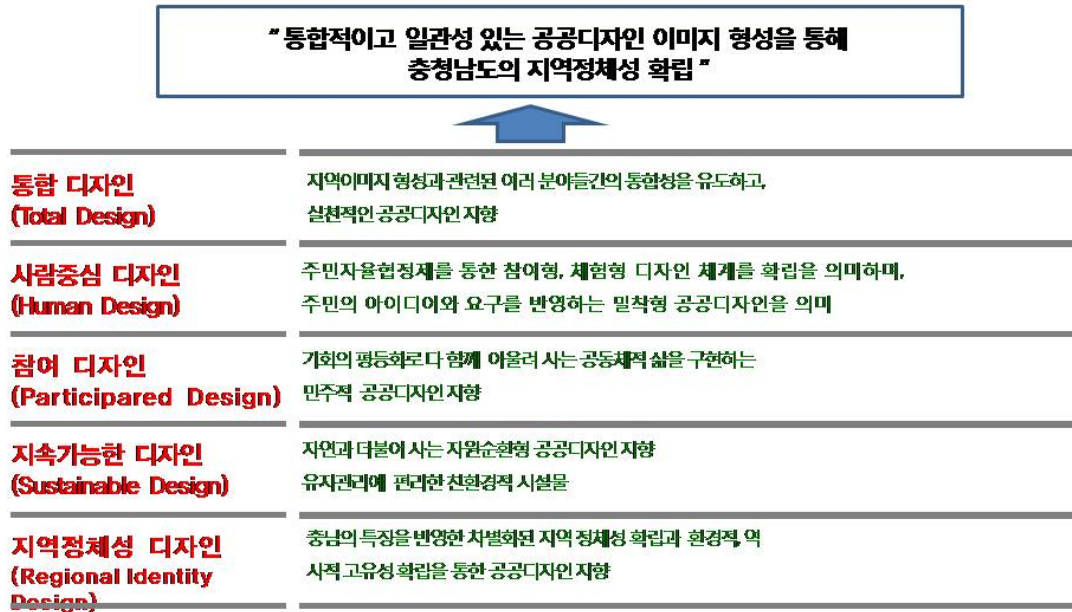 " 통합적이고 일관성 있는 공공디자인 이미지 형성을 통해
충청남도의 지역정체성 확립 "
통합 디자인
(Total Design)
지역이미지 형성과 관련된 여러 분야들간의 통합성을 유도하고,
실천적인 공공디자인 지향
사람중심 디자인
(Human Design)
주민자율협정제를 통한 참여형, 체험형 디자인 체계를 확립을 의미하며,
주민의 아이디어와 요구를 반영하는 밀착형 공공디자인을 의미
참여 디자인
(Participared Design)
기회의 평등화로 다 함께 아울러 사는 공동체적 삶을 구현하는
민주적 공공디자인 지향
지속가능한 디자인
(Sustainable Design)
자연과 더불어 사는 자원순환형 공공디자인 지향
유지관리에 편리한 친환경적 시설물
지역정체성 디자인
(Regional Identity
Design)
충남의 특징을 반영한 차별화된 지역 정체성 확립과 환경적, 역
사적 고유성 확립을 통한 공공디자인 지향